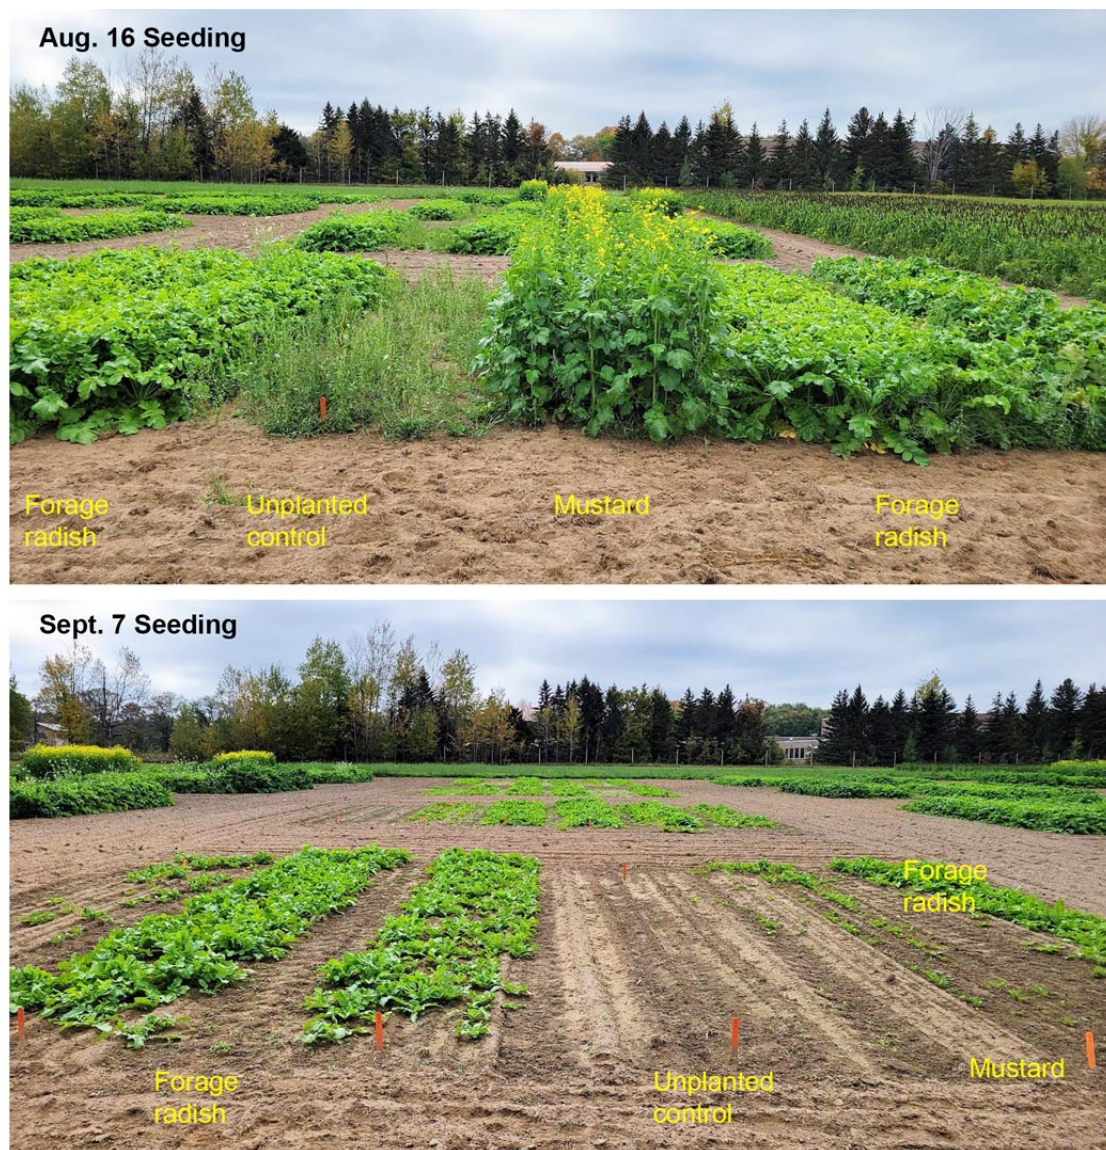 Aug. 16 Seeding
Forage
radish
Unplanted
control
Mustard
Forage
radish
Sept. 7 Seeding
Forage
radish
Forage
radish
Unplanted
control
Mustard